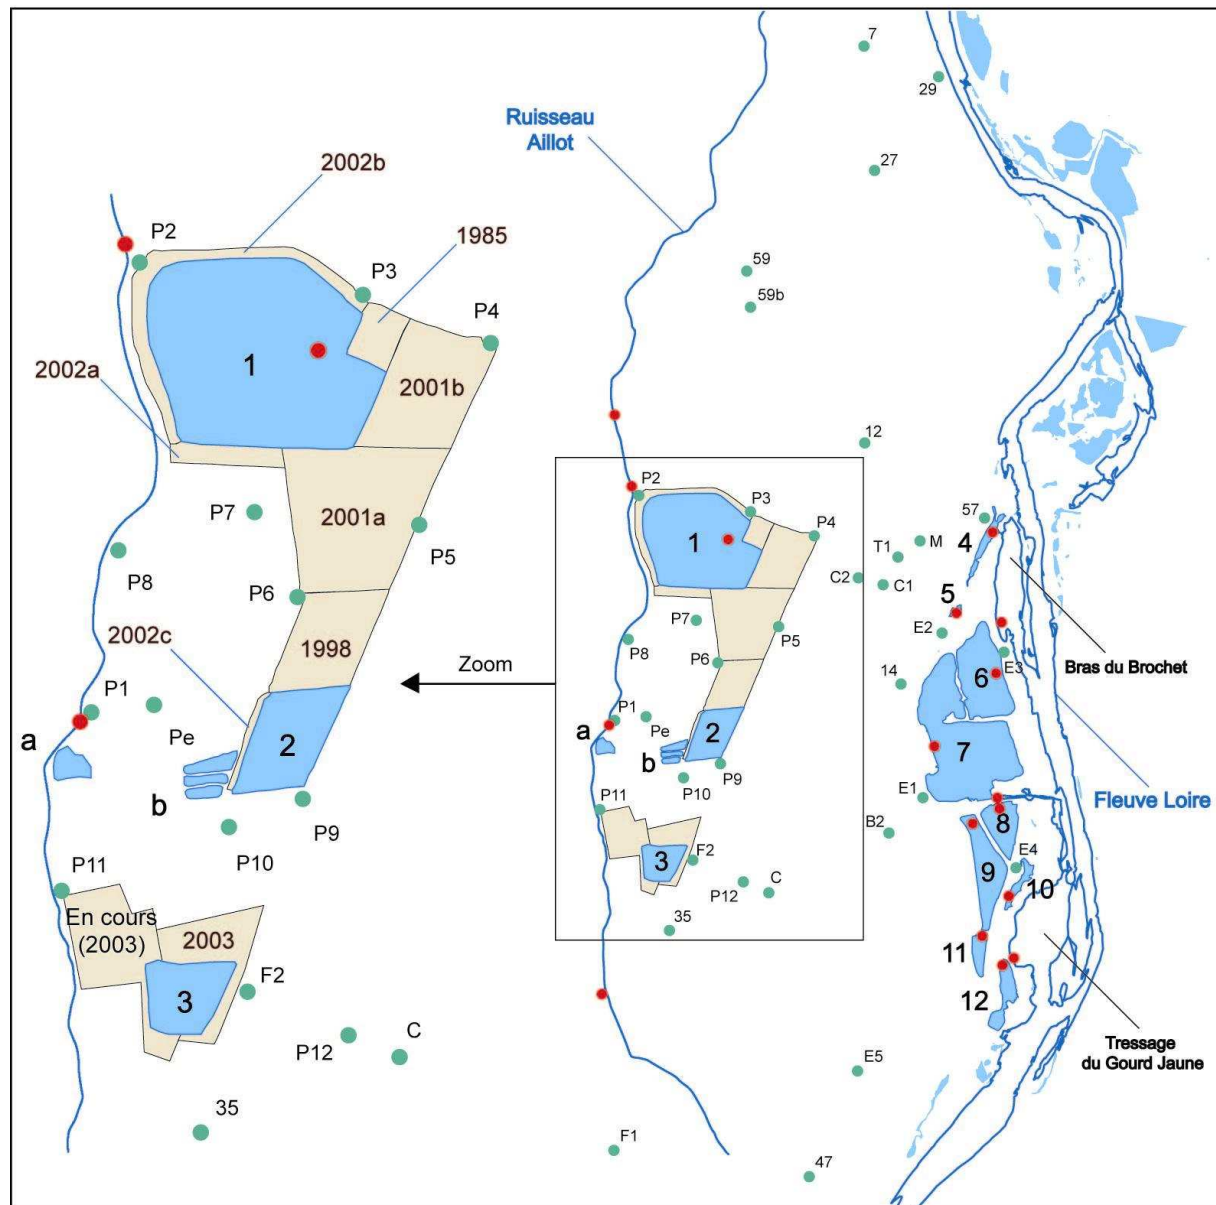 7
29
Ruisseau
Aillot
27
2002b
P2
1985
P3
P4
59
59b
1
2002a
2001b
12
P7
2001a
P5
P8
P6
2002c
1998
P1
Pe
a
2
b
P9
P10
P11
En cours
(2003)
2003
F2
3
P12
C
35
Zoom
P2
P3
P4
1
P7
P5
P8
P6
P1
Pe
a
2
b
P9
P10
P11
3
F2
P12
C
35
57
4
M
T1
C2
C1
5
E2
E3
Bras du Brochet
14
6
7
E1
Fleuve Loire
B2
8
E4
9
10
11
12
Tressage
du Gourd Jaune
E5
F1
47